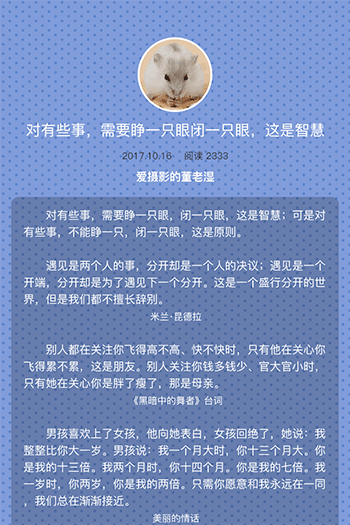 对有些事，需要睁一只眼闭一只眼，这是智慧
2017.10.16 阅读 2333
爱摄影的董老湿
对有些事，需要睁一只眼，闭一只眼，这是智慧；可是对
有些事，不能睁一只，闭一只眼，这是原则。
遇见是两个人的事，分开却是一个人的决议；遇见是一个
开端，分开却是为了遇见下一个分开。这是一个盛行分开的世
界，但是我们都不擅长辞别。
米兰·昆德拉
别人都在关注你飞得高不高、快不快时，只有他在关心你
飞得累不累，这是朋友。别人关注你钱多钱少、官大官小时，
只有她在关心你是胖了瘦了，那是母亲。
《黑暗中的舞者》台词
男孩喜欢上了女孩，他向她表白，女孩回绝了，她说：我
整整比你大一岁。男孩说：我一个月大时，你十三个月大。你
是我的十三倍。我两个月时，你十四个月。你是我的七倍。我
一岁时，你两岁，你是我的两倍。只需你愿意和我永远在一同
，我们总在渐渐接近。
美丽的情话